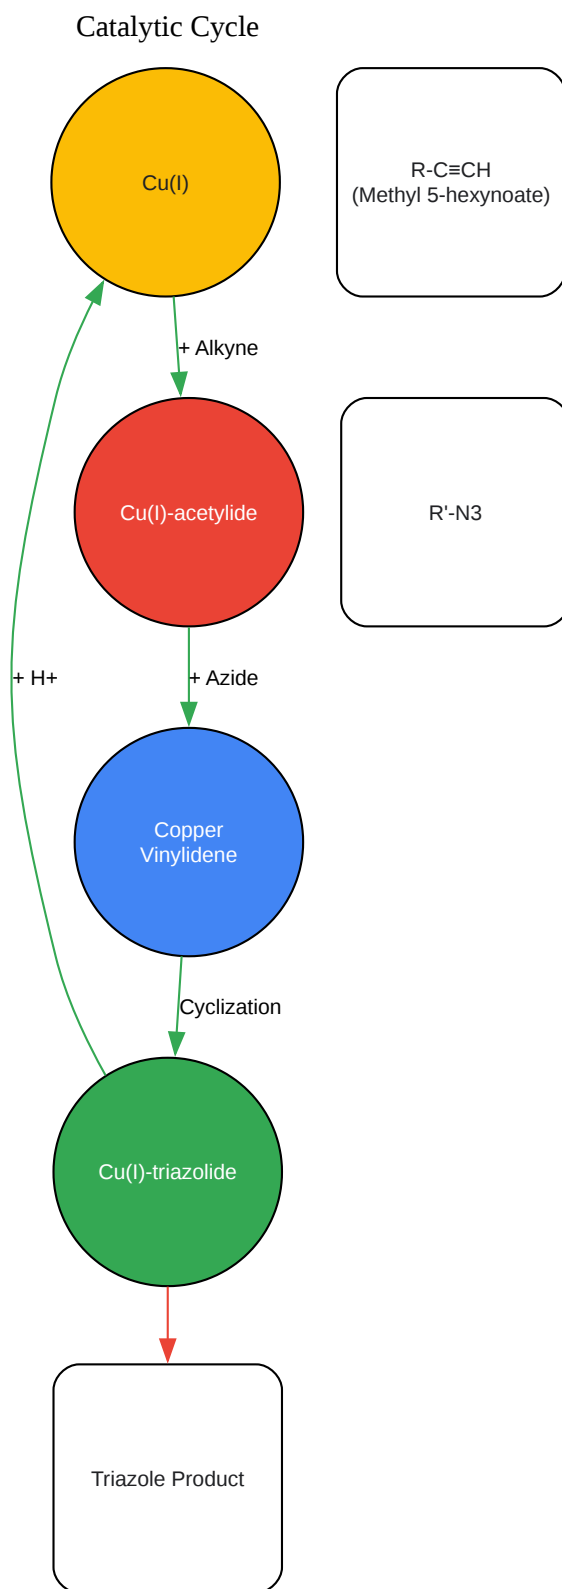 Catalytic Cycle
Cu(I)
R-C≡CH
(Methyl 5-hexynoate)
+ Alkyne
Cu(I)-acetylide
R'-N3
+ H+
+ Azide
Copper
Vinylidene
Cyclization
Cu(I)-triazolide
Triazole Product